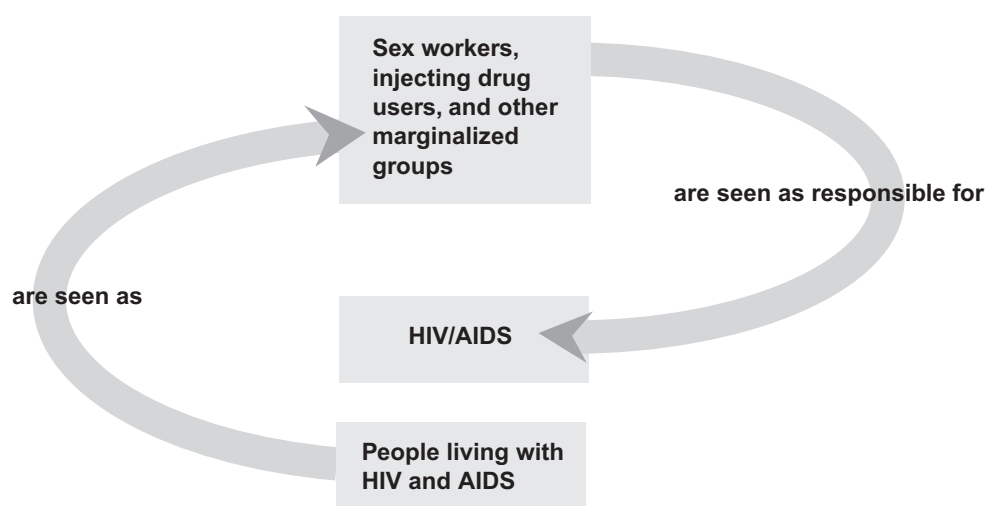 Sex workers,
injecting drug
users, and other
marginalized
groups
are seen as responsible for
are seen as
HIV/AIDS
People living with
HIV and AIDS